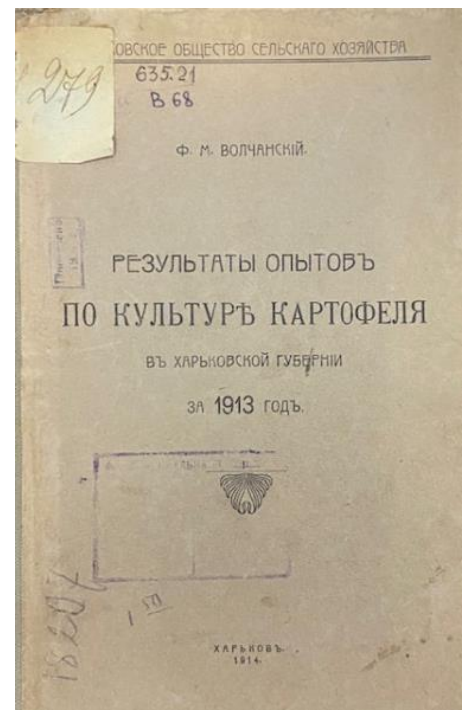 ОВСКОЕ ОБЩЕСТВО СЕЛЬСКАГО ХОЗЯЙСТВА
279
635.21
В 68
Ф. М. ВОЛЧАНСКІЙ.
РЕЗУЛЬТАТЫ ОПЫТОВЪ
ПО КУЛЬТУРѢ КАРТОФЕЛЯ
ВЪ ХАРЬКОВСКОЙ ГУБЕРНІИ
ЗА 1913 ГОДЪ.
ХАРЬКОВЪ.
1914.